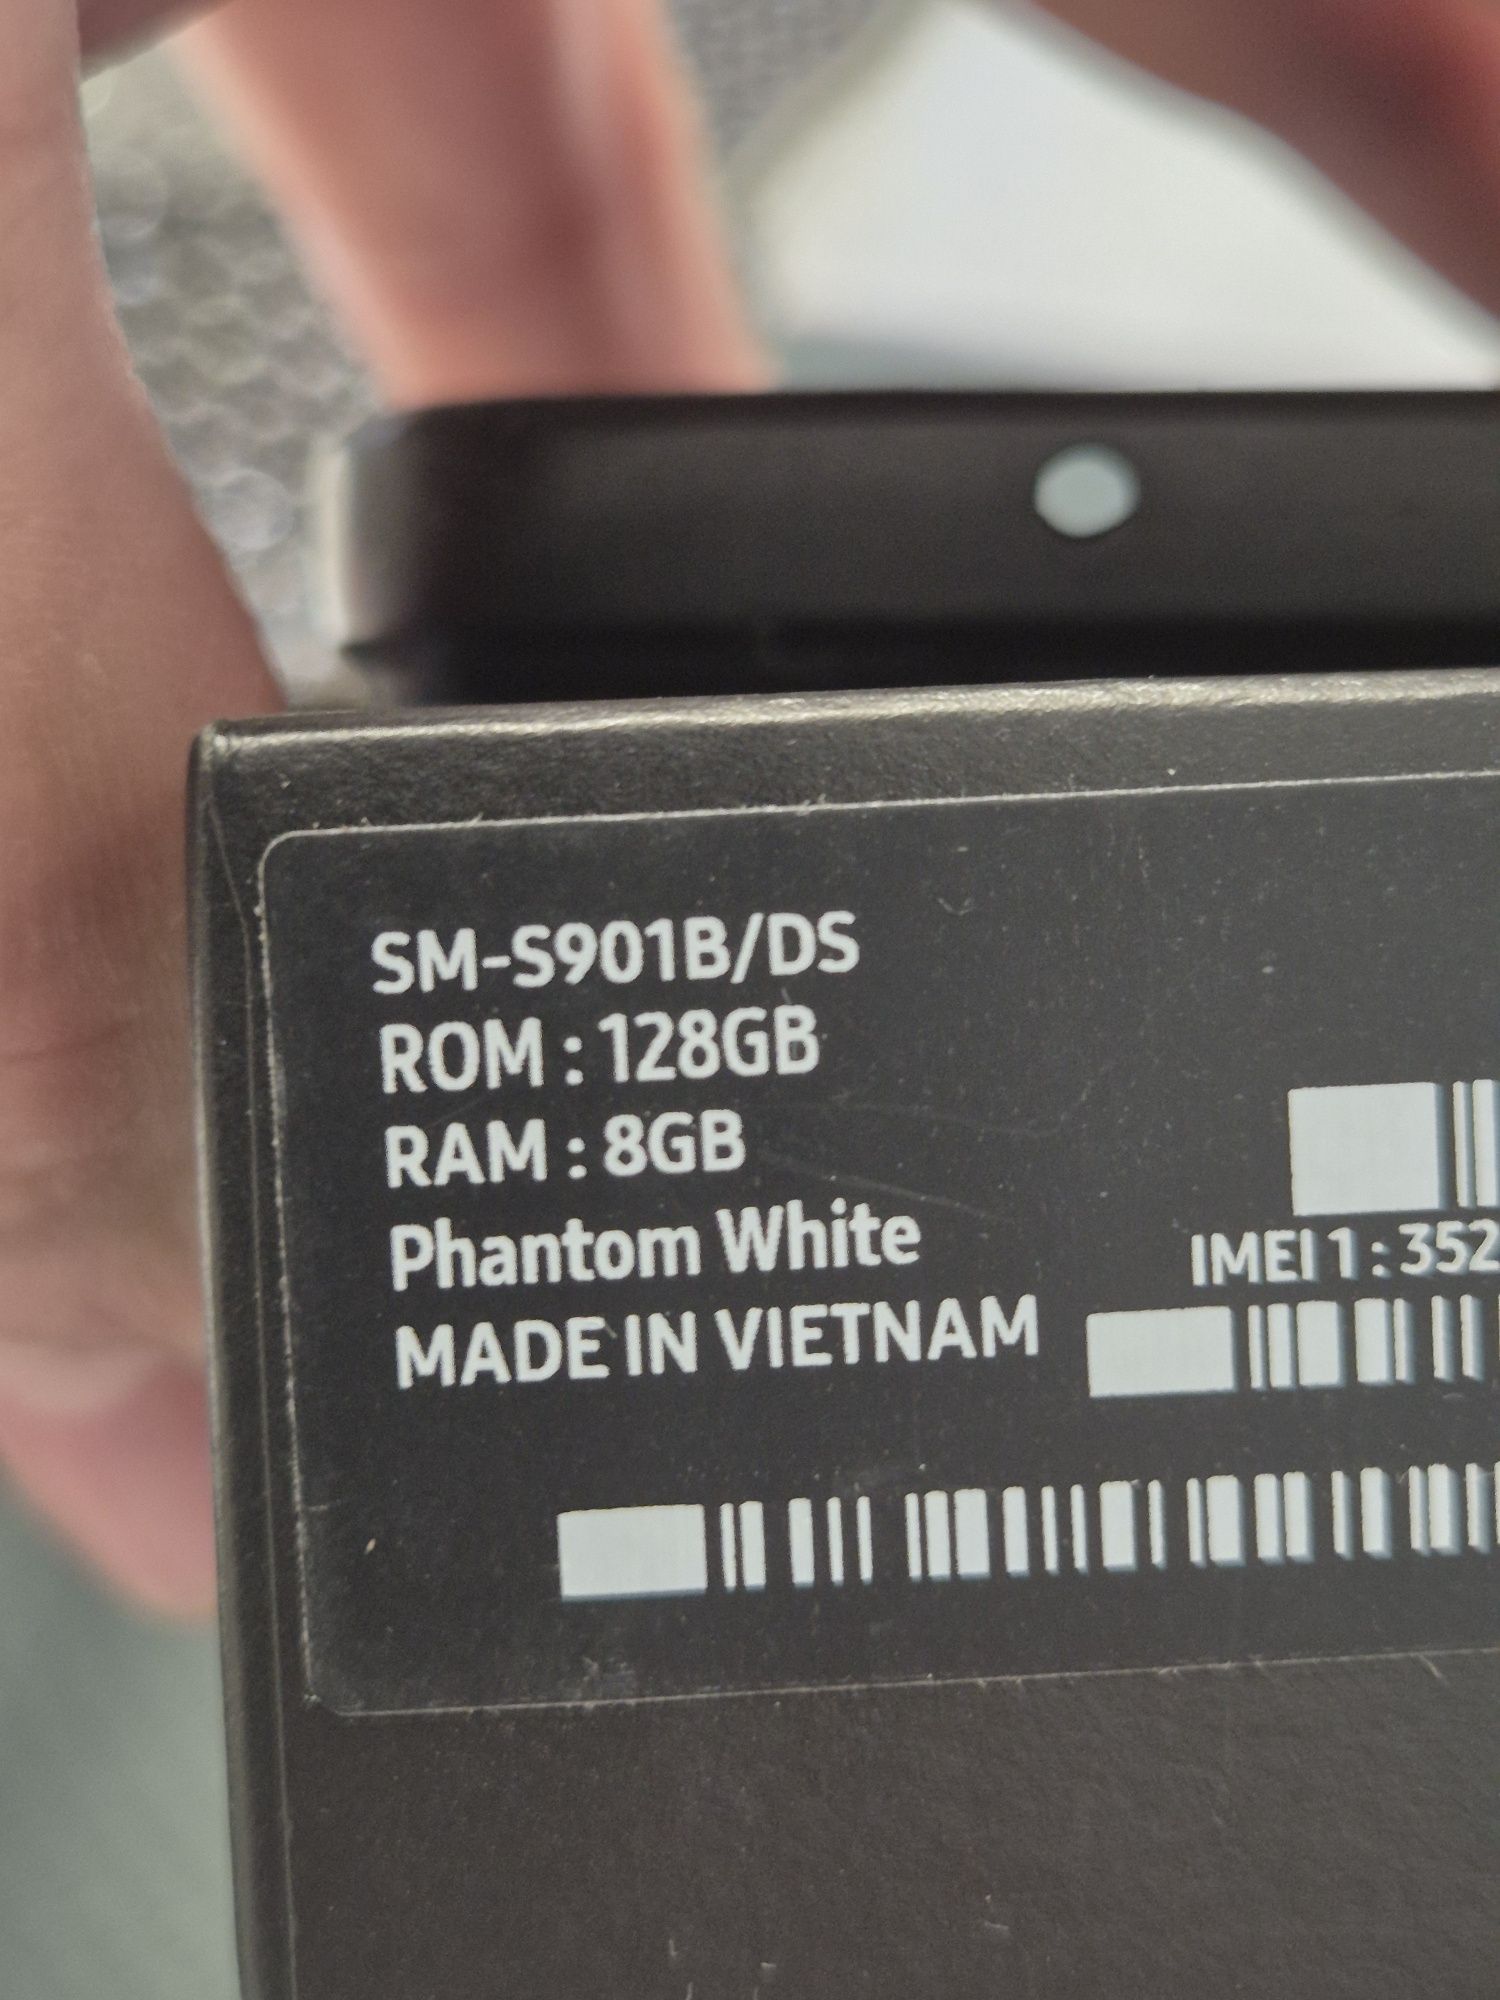 SM-S901B/DS
ROM : 128GB
RAM : 8GB
Phantom White
MADE IN VIETNAM
IMEI 1 : 352